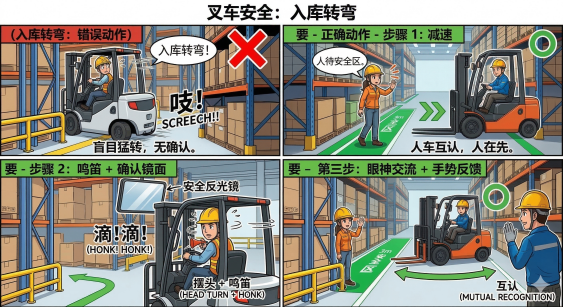 叉车安全：入库转弯
(入库转弯：错误动作)
入库转弯！
吱！
SCREECH!!
盲目猛转，无确认。
要 - 正确动作 - 步骤 1：减速
人待安全区。
人车互认，人在先。
要 - 步骤 2：鸣笛 + 确认镜面
安全反光镜
滴!滴!
(HONK! HONK!)
摆头 + 鸣笛
(HEAD TURN + HONK)
要 - 第三步：眼神交流 + 手势反馈
互认
(MUTUAL RECOGNITION)